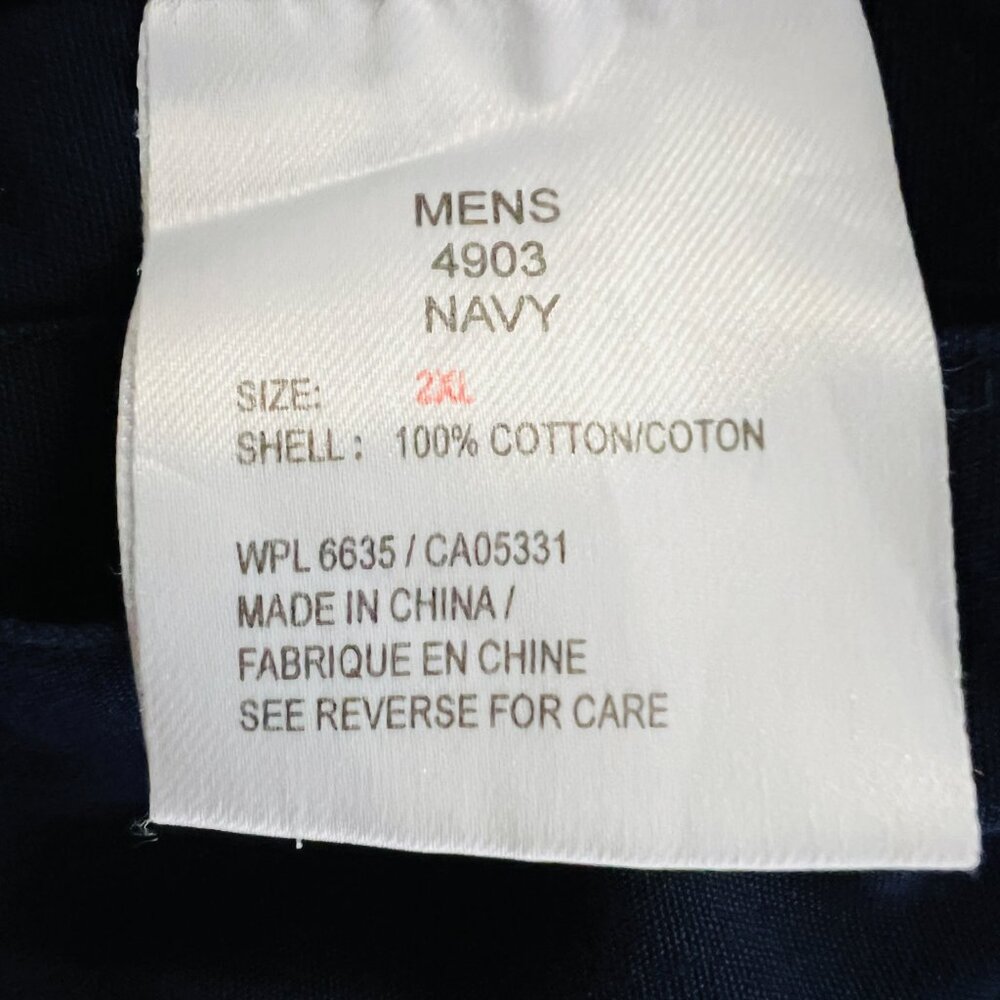 MENS
4903
NAVY
SIZE: 2XL
SHELL : 100% COTTON/COTON
WPL 6635 / CA05331
MADE IN CHINA /
FABRIQUE EN CHINE
SEE REVERSE FOR CARE